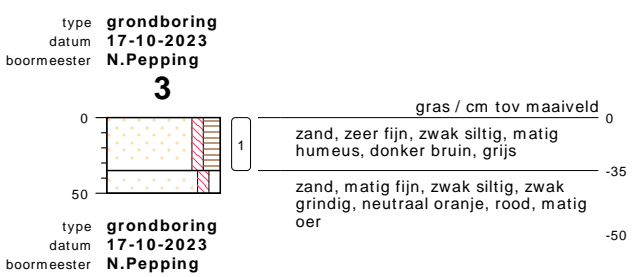 type grondboring
datum 17-10-2023
boormeester N.Pepping
3
gras / cm tov maaiveld
0
1
0
zand, zeer fijn, zwak siltig, matig
humeus, donker bruin, grijs
-35
zand, matig fijn, zwak siltig, zwak
grindig, neutraal oranje, rood, matig
oer
50
-50
type grondboring
datum 17-10-2023
boormeester N.Pepping